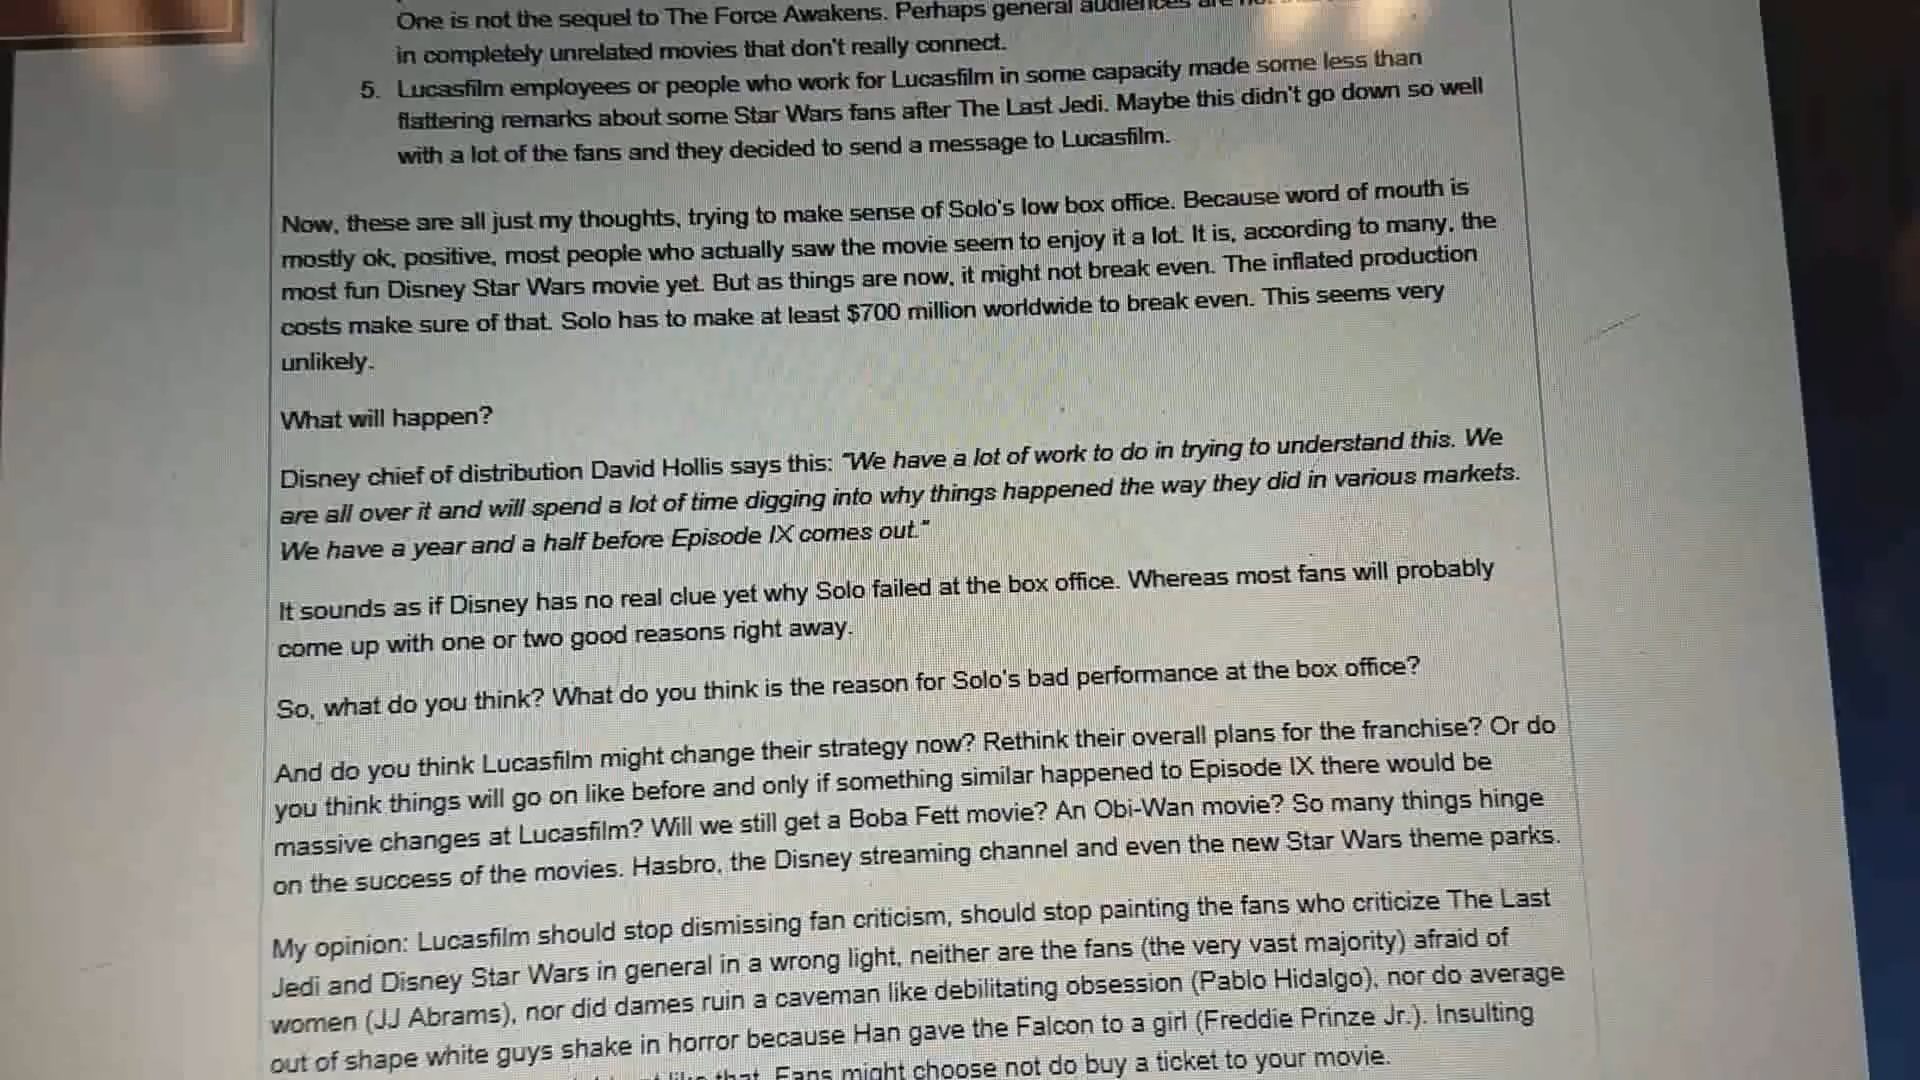 One is not the sequel to The Force Awakens. Perhaps general audiences are
in completely unrelated movies that don't really connect.
5. Lucasfilm employees or people who work for Lucasfilm in some capacity made some less than
flattering remarks about some Star Wars fans after The Last Jedi. Maybe this didn't go down so well
with a lot of the fans and they decided to send a message to Lucasfilm.
Now, these are all just my thoughts, trying to make sense of Solo's low box office. Because word of mouth is
mostly ok, positive, most people who actually saw the movie seem to enjoy it a lot. It is, according to many, the
most fun Disney Star Wars movie yet. But as things are now, it might not break even. The inflated production
costs make sure of that. Solo has to make at least $700 million worldwide to break even. This seems very
unlikely.
What will happen?
Disney chief of distribution David Hollis says this: "We have a lot of work to do in trying to understand this. We
are all over it and will spend a lot of time digging into why things happened the way they did in various markets.
We have a year and a half before Episode IX comes out."
It sounds as if Disney has no real clue yet why Solo failed at the box office. Whereas most fans will probably
come up with one or two good reasons right away.
So, what do you think? What do you think is the reason for Solo's bad performance at the box office?
And do you think Lucasfilm might change their strategy now? Rethink their overall plans for the franchise? Or do
you think things will go on like before and only if something similar happened to Episode IX there would be
massive changes at Lucasfilm? Will we still get a Boba Fett movie? An Obi-Wan movie? So many things hinge
on the success of the movies. Hasbro, the Disney streaming channel and even the new Star Wars theme parks.
My opinion: Lucasfilm should stop dismissing fan criticism, should stop painting the fans who criticize The Last
Jedi and Disney Star Wars in general in a wrong light, neither are the fans (the very vast majority) afraid of
women (JJ Abrams), nor did dames ruin a caveman like debilitating obsession (Pablo Hidalgo), nor do average
out of shape white guys shake in horror because Han gave the Falcon to a girl (Freddie Prinze Jr.). Insulting
like that. Fans might choose not do buy a ticket to your movie.